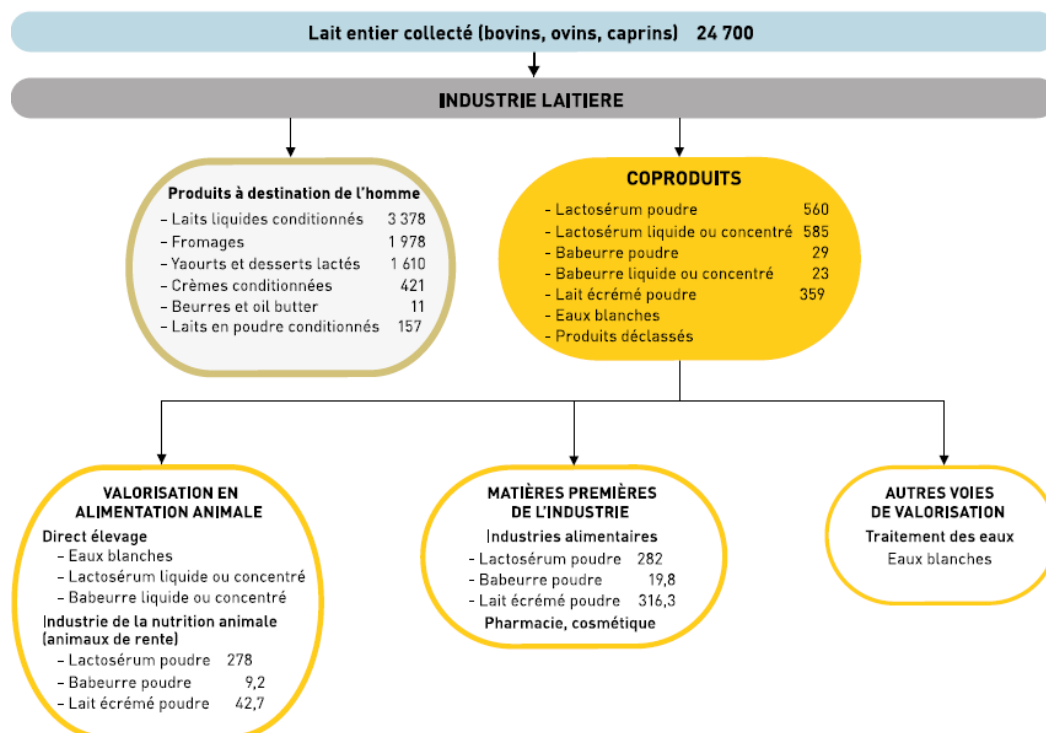 Lait entier collecté (bovins, ovins, caprins) 24 700
INDUSTRIE LAITIERE
Produits à destination de l'homme
– Laits liquides conditionnés 3 378
– Fromages 1 978
– Yaourts et desserts lactés 1 610
– Crèmes conditionnées 421
– Beurres et oil butter 11
– Laits en poudre conditionnés 157
COPRODUITS
- Lactosérum poudre 560
- Lactosérum liquide ou concentré 585
- Babeurre poudre 29
- Babeurre liquide ou concentré 23
- Lait écrémé poudre 359
- Eaux blanches
- Produits déclassés
VALORISATION EN
ALIMENTATION ANIMALE
Direct élevage
– Eaux blanches
– Lactosérum liquide ou concentré
– Babeurre liquide ou concentré
Industrie de la nutrition animale
(animaux de rente)
– Lactosérum poudre 278
– Babeurre poudre 9,2
– Lait écrémé poudre 42,7
MATIÈRES PREMIÈRES
DE L'INDUSTRIE
Industries alimentaires
- Lactosérum poudre 282
- Babeurre poudre 19,8
- Lait écrémé poudre 316,3
Pharmacie, cosmétique
AUTRES VOIES
DE VALORISATION
Traitement des eaux
Eaux blanches